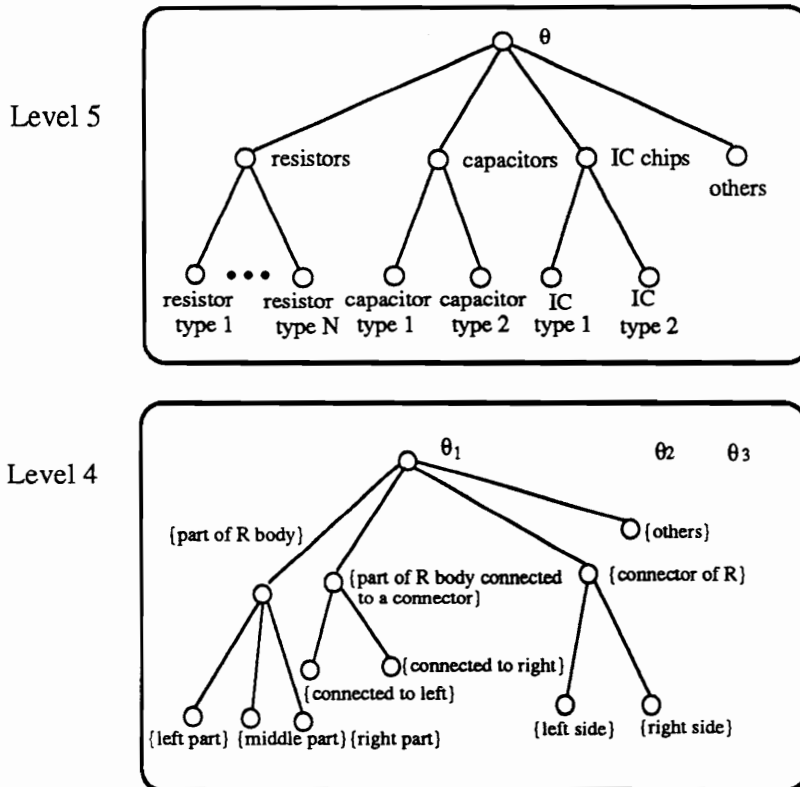 Level 5
θ
resistors
capacitors
IC chips
others
resistor
type 1
resistor
type N
capacitor
type 1
capacitor
type 2
IC
type 1
IC
type 2
Level 4
θ1
θ2
θ3
{part of R body}
{others}
{part of R body connected
to a connector}
{connector of R}
{connected to right}
{connected to left}
{left part}
{middle part}
{right part}
{left side}
{right side}